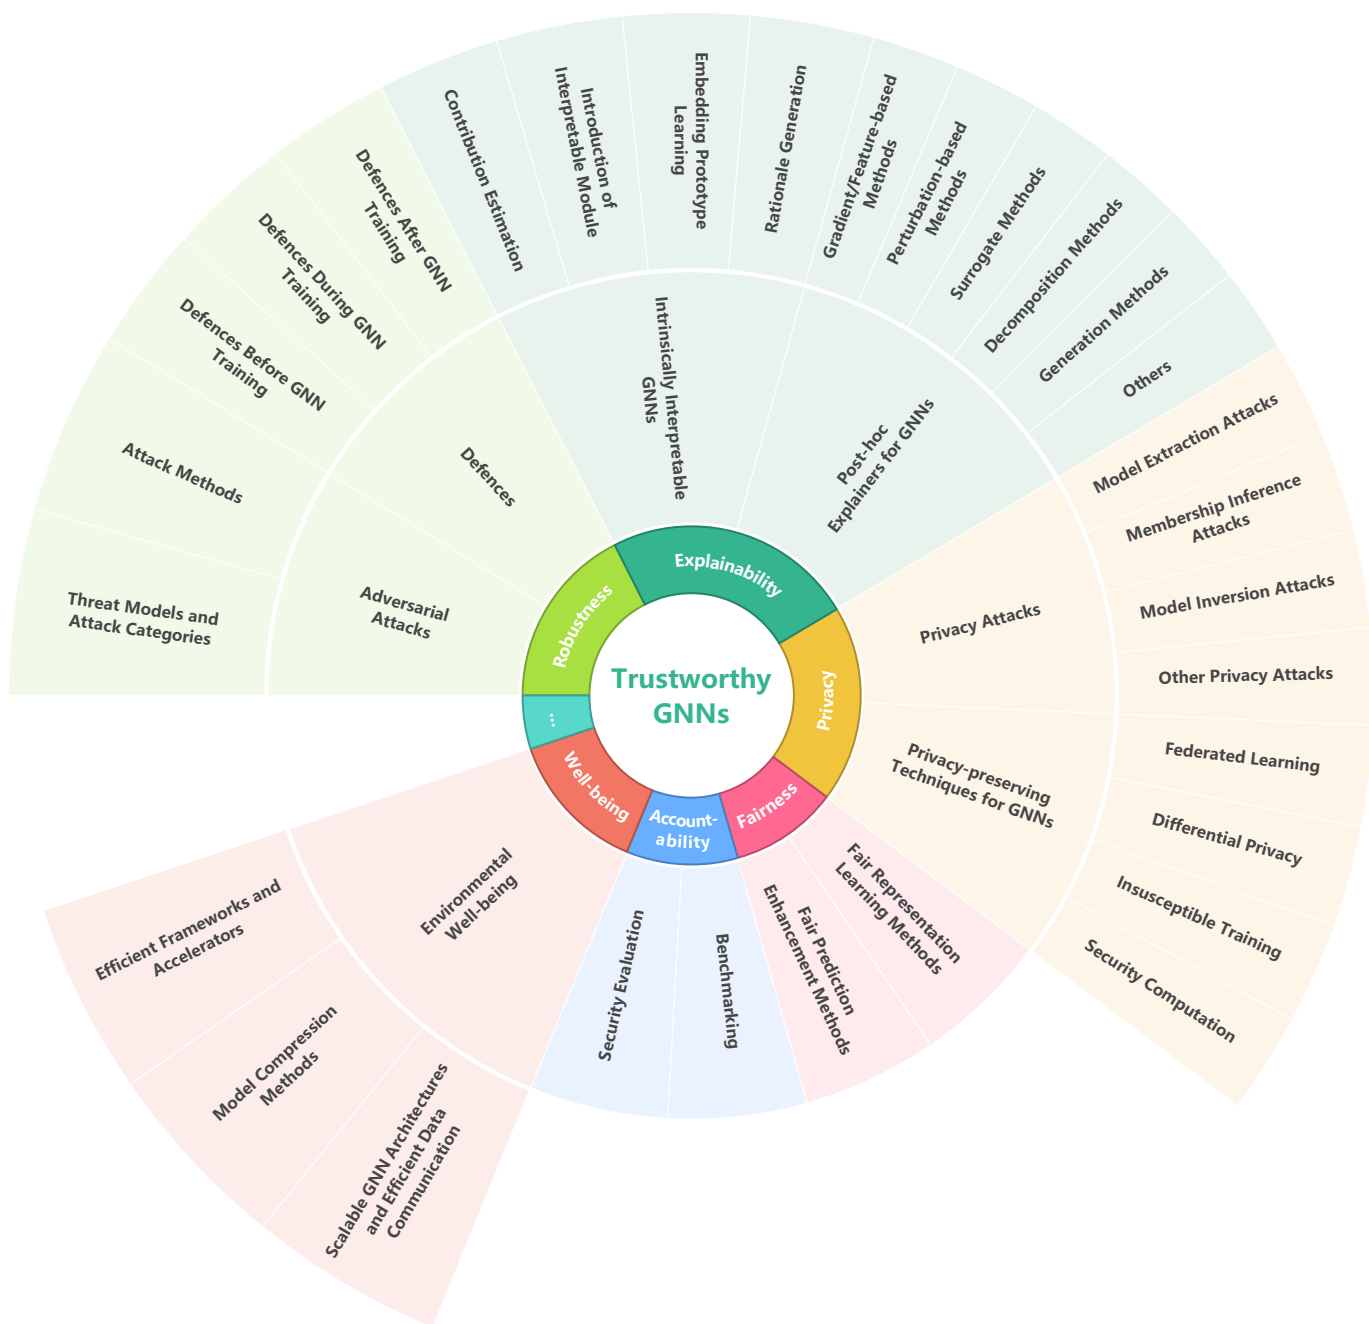 Trustworthy
GNNs
Explainability
Privacy
Fairness
Account-
ability
Well-being
...
Robustness
Intrinsically Interpretable
GNNs
Contribution Estimation
Introduction of
Interpretable Module
Embedding Prototype
Learning
Rationale Generation
Post-hoc
Explainers for GNNs
Gradient/Feature-based
Methods
Perturbation-based
Methods
Surrogate Methods
Decomposition Methods
Generation Methods
Others
Privacy Attacks
Model Extraction Attacks
Membership Inference
Attacks
Model Inversion Attacks
Other Privacy Attacks
Privacy-preserving
Techniques for GNNs
Federated Learning
Differential Privacy
Insusceptible Training
Security Computation
Fair Representation
Learning Methods
Fair Prediction
Enhancement Methods
Benchmarking
Security Evaluation
Environmental
Well-being
Scalable GNN Architectures
and Efficient Data
Communication
Model Compression
Methods
Efficient Frameworks and
Accelerators
Adversarial
Attacks
Threat Models and
Attack Categories
Attack Methods
Defences
Defences Before GNN
Training
Defences During GNN
Training
Defences After GNN
Training